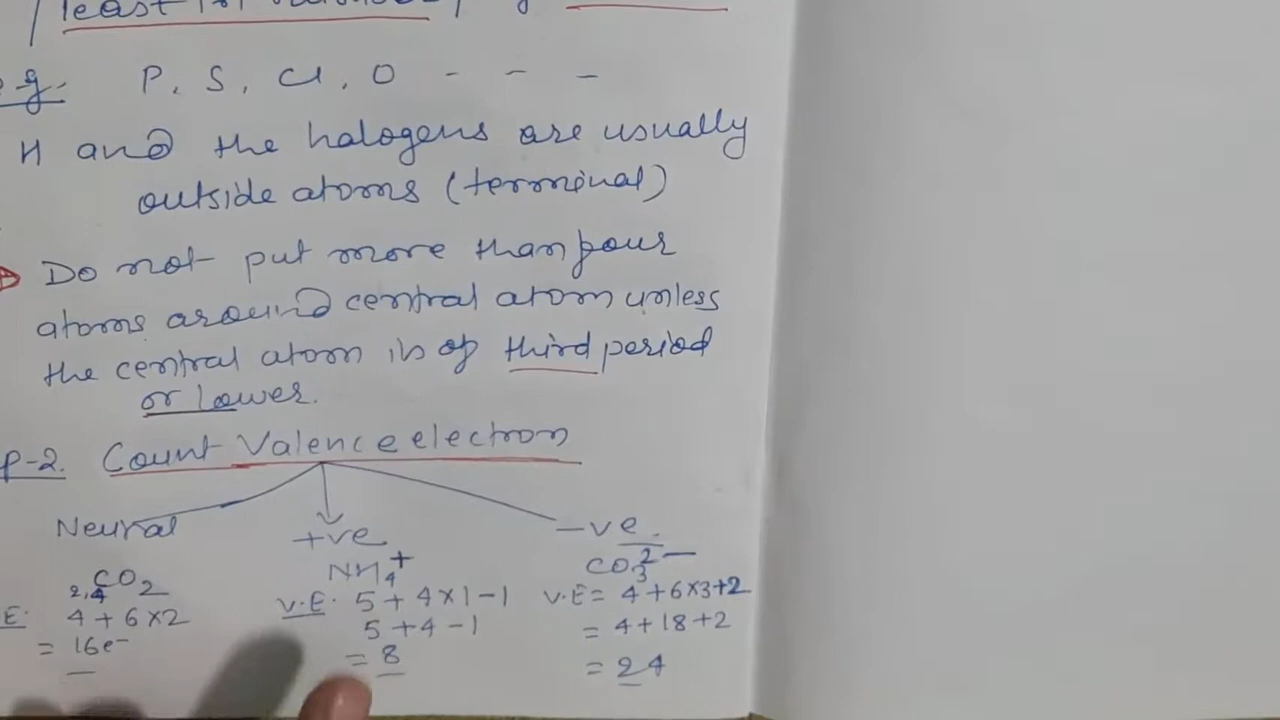 least
e.g. P, S, Cl, O - - -
H and the halogens are usually
outside atoms (terminal)
Do not put more than four
atoms around central atom unless
the central atom is of third period
or lower.
p-2. Count Valence electron
Neural +ve -ve
CO2 NH4+ CO3 2-
2,4
E: 4 + 6×2 V.E. 5 + 4×1-1 V.E = 4+6×3+2
= 16e- 5 +4 -1 = 4+18+2
= 8 = 24